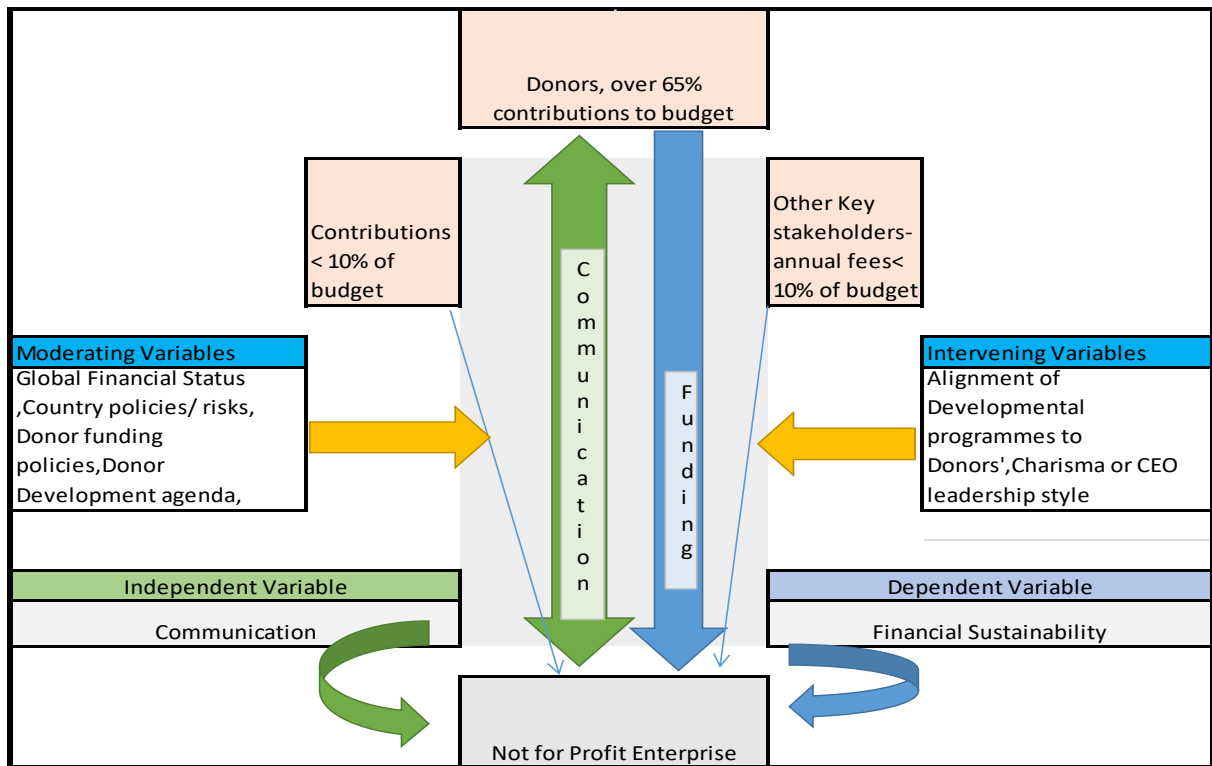 Donors, over 65%
contributions to budget
Contributions
< 10% of
budget
Other Key
stakeholders-
annual fees<
10% of budget
Communication
Funding
Moderating Variables
Global Financial Status
,Country policies/ risks,
Donor funding
policies,Donor
Development agenda,
Intervening Variables
Alignment of
Developmental
programmes to
Donors',Charisma or CEO
leadership style
Independent Variable
Communication
Dependent Variable
Financial Sustainability
Not for Profit Enterprise